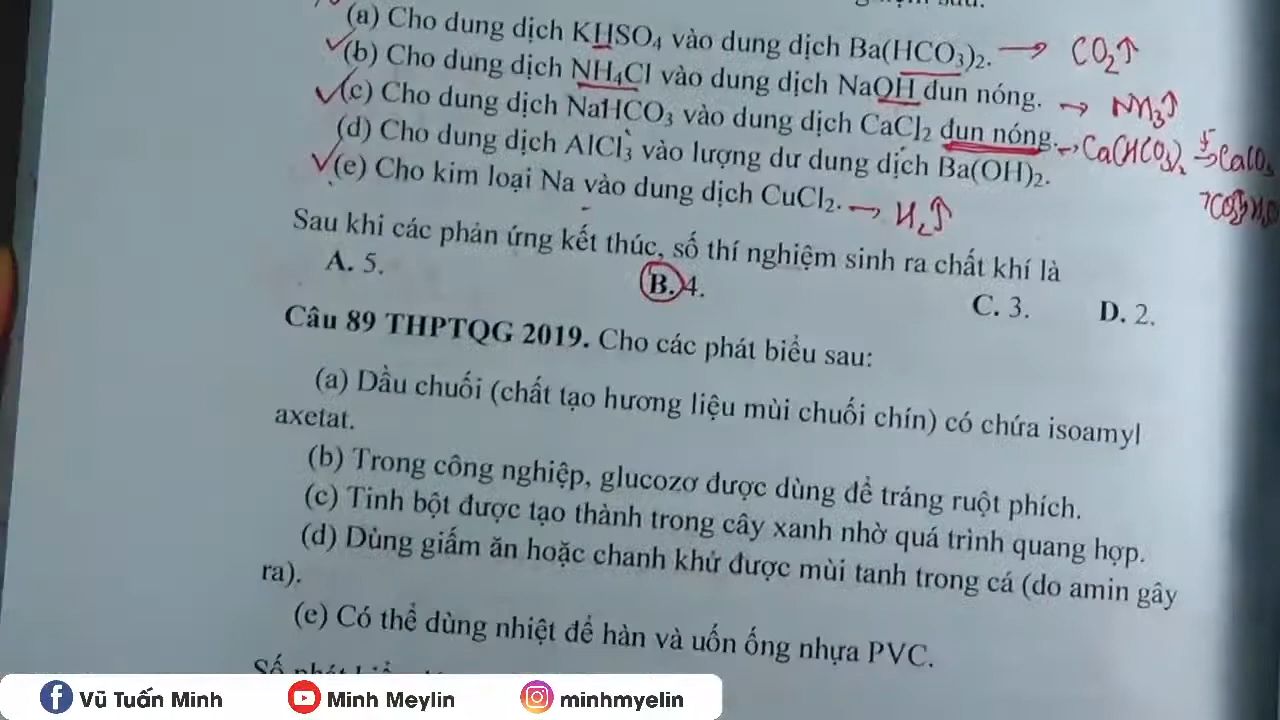 (a) Cho dung dịch KHSO₄ vào dung dịch Ba(HCO₃)₂. → CO₂↑
(b) Cho dung dịch NH₄Cl vào dung dịch NaOH đun nóng. → NH₃↑
(c) Cho dung dịch NaHCO₃ vào dung dịch CaCl₂ đun nóng. → Ca(HCO₃)₂ → CaCO₃
(d) Cho dung dịch AlCl₃ vào lượng dư dung dịch Ba(OH)₂.
(e) Cho kim loại Na vào dung dịch CuCl₂. → H₂↑
Sau khi các phản ứng kết thúc, số thí nghiệm sinh ra chất khí là
A. 5. B. 4. C. 3. D. 2.
Câu 89 THPTQG 2019. Cho các phát biểu sau:
(a) Dầu chuối (chất tạo hương liệu mùi chuối chín) có chứa isoamyl
axetat.
(b) Trong công nghiệp, glucozơ được dùng để tráng ruột phích.
(c) Tinh bột được tạo thành trong cây xanh nhờ quá trình quang hợp.
(d) Dùng giấm ăn hoặc chanh khử được mùi tanh trong cá (do amin gây
ra).
(e) Có thể dùng nhiệt để hàn và uốn ống nhựa PVC.
Vũ Tuấn Minh Minh Meylin minhmyelin